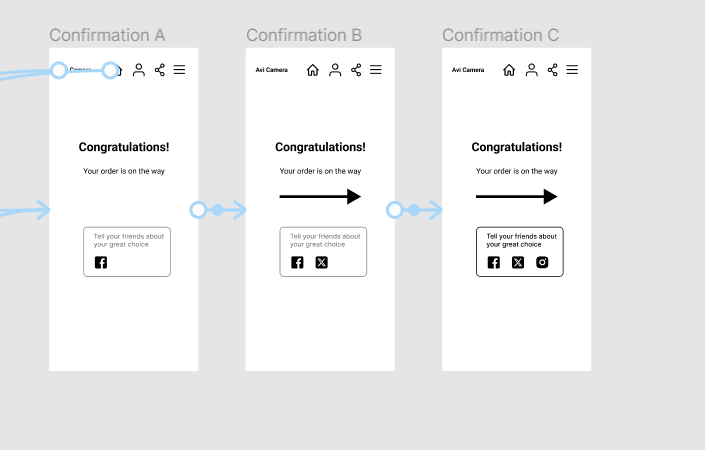 Confirmation A
Confirmation B
Confirmation C
Avi Camera
Avi Camera
Congratulations!
Congratulations!
Congratulations!
Your order is on the way
Your order is on the way
Your order is on the way
Tell your friends about
your great choice
Tell your friends about
your great choice
Tell your friends about
your great choice